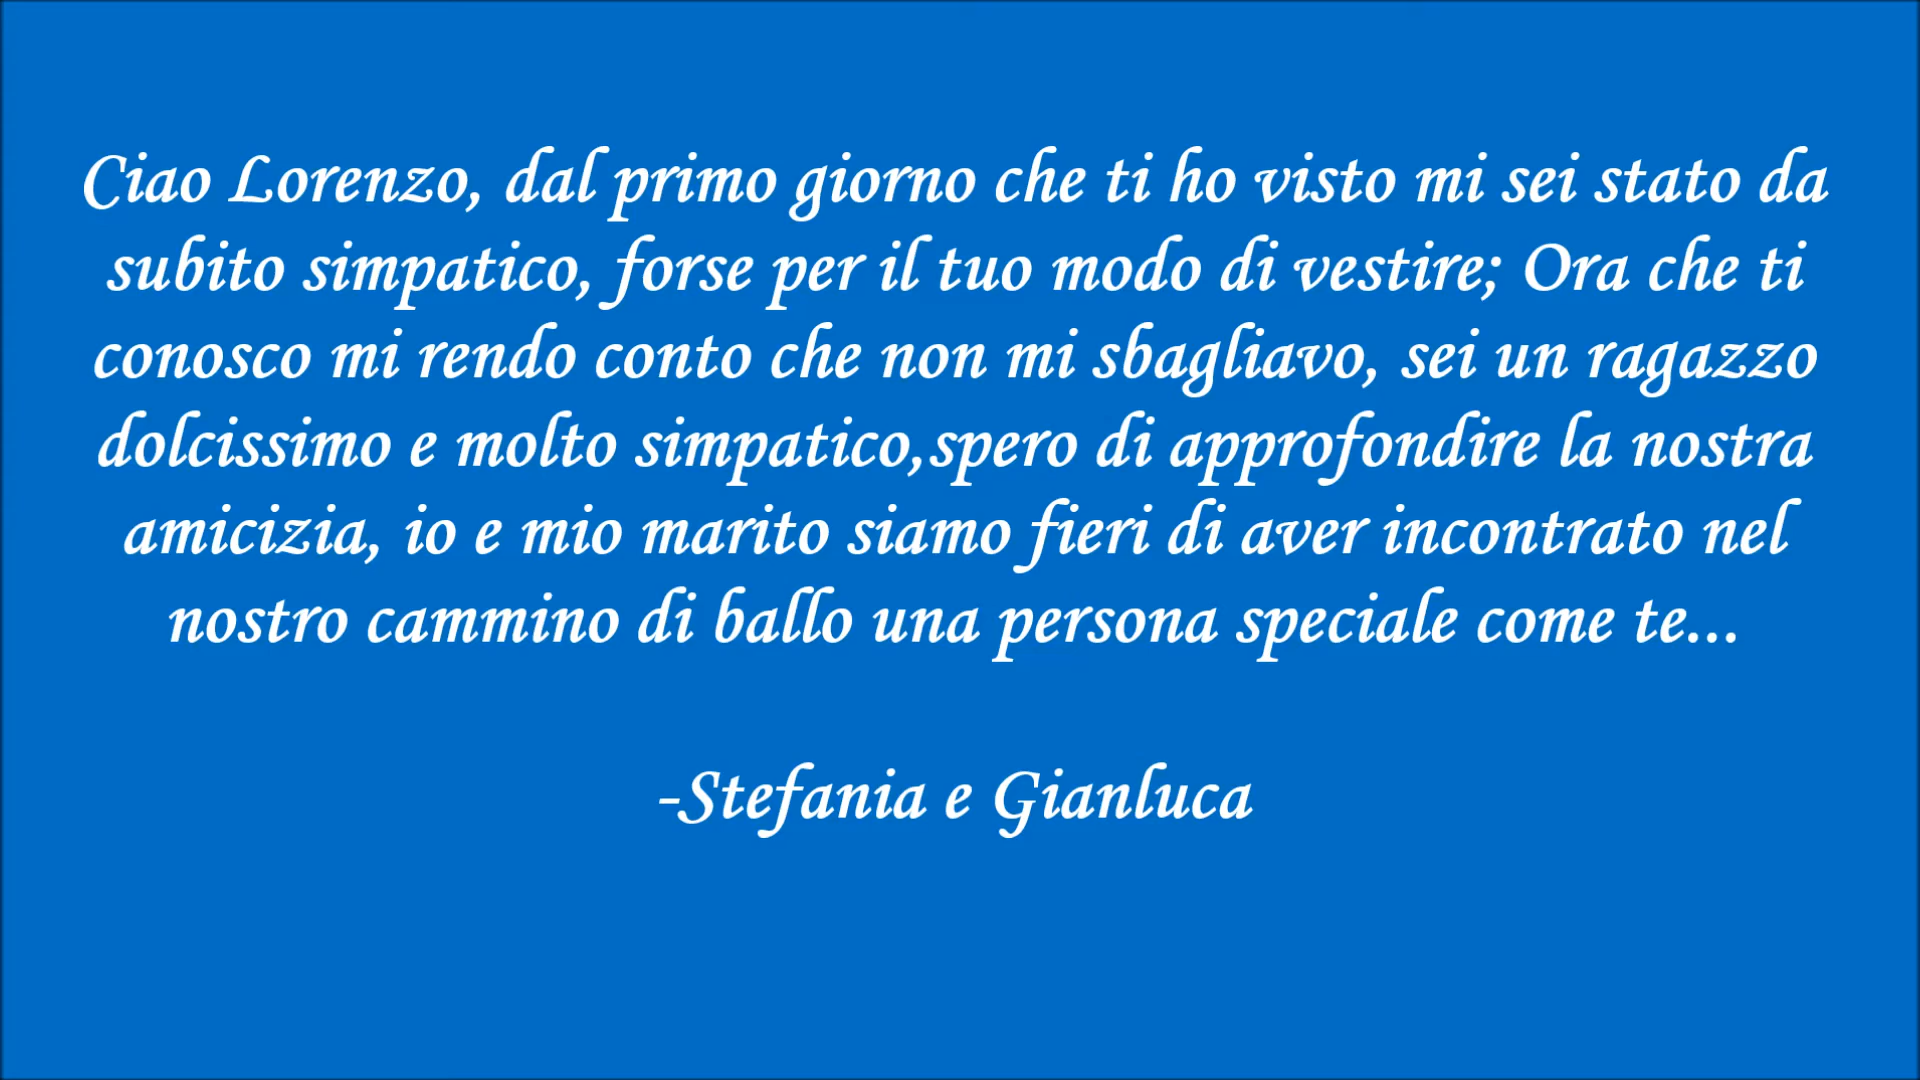 Ciao Lorenzo, dal primo giorno che ti ho visto mi sei stato da
subito simpatico, forse per il tuo modo di vestire; Ora che ti
conosco mi rendo conto che non mi sbagliavo, sei un ragazzo
dolcissimo e molto simpatico,spero di approfondire la nostra
amicizia, io e mio marito siamo fieri di aver incontrato nel
nostro cammino di ballo una persona speciale come te...
-Stefania e Gianluca